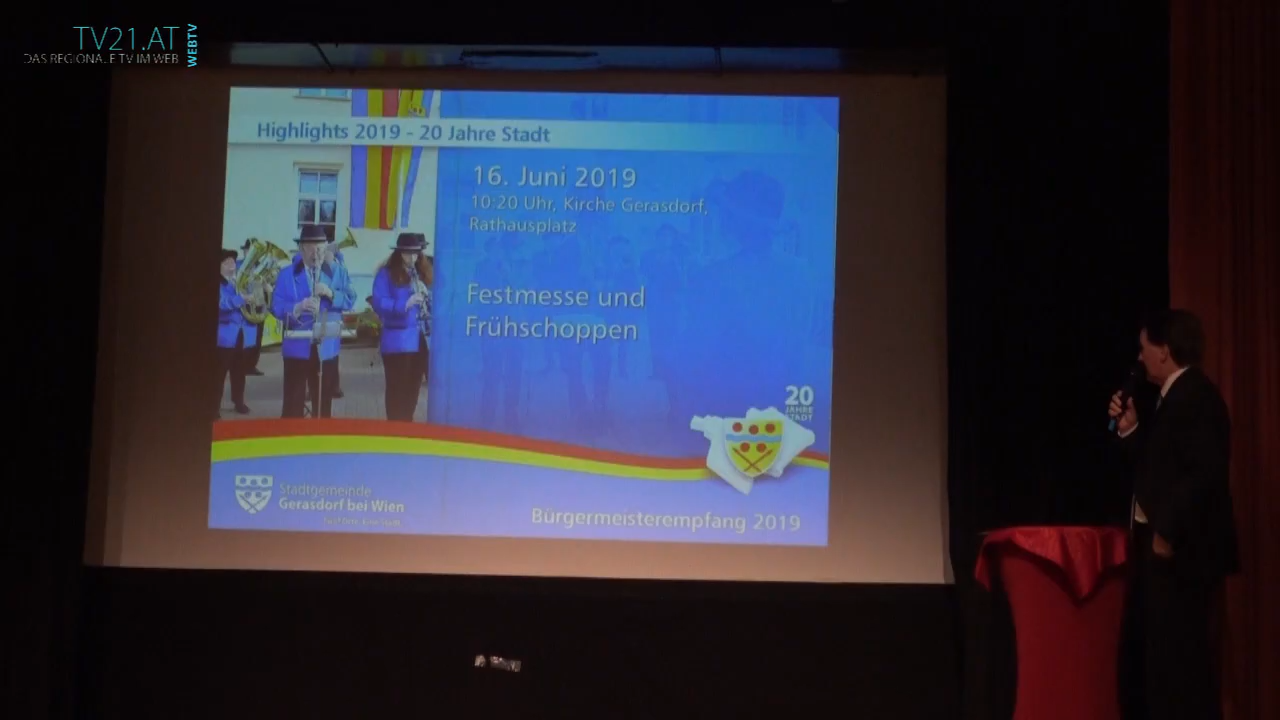 TV21.AT
WEBTV
DAS REGIONALE TV IM WEB
Highlights 2019 - 20 Jahre Stadt
16. Juni 2019
10:20 Uhr, Kirche Gerasdorf,
Rathausplatz
Festmesse und
Frühschoppen
20
JAHRE
STADT
Stadtgemeinde
Gerasdorf bei Wien
Bürgermeisterempfang 2019